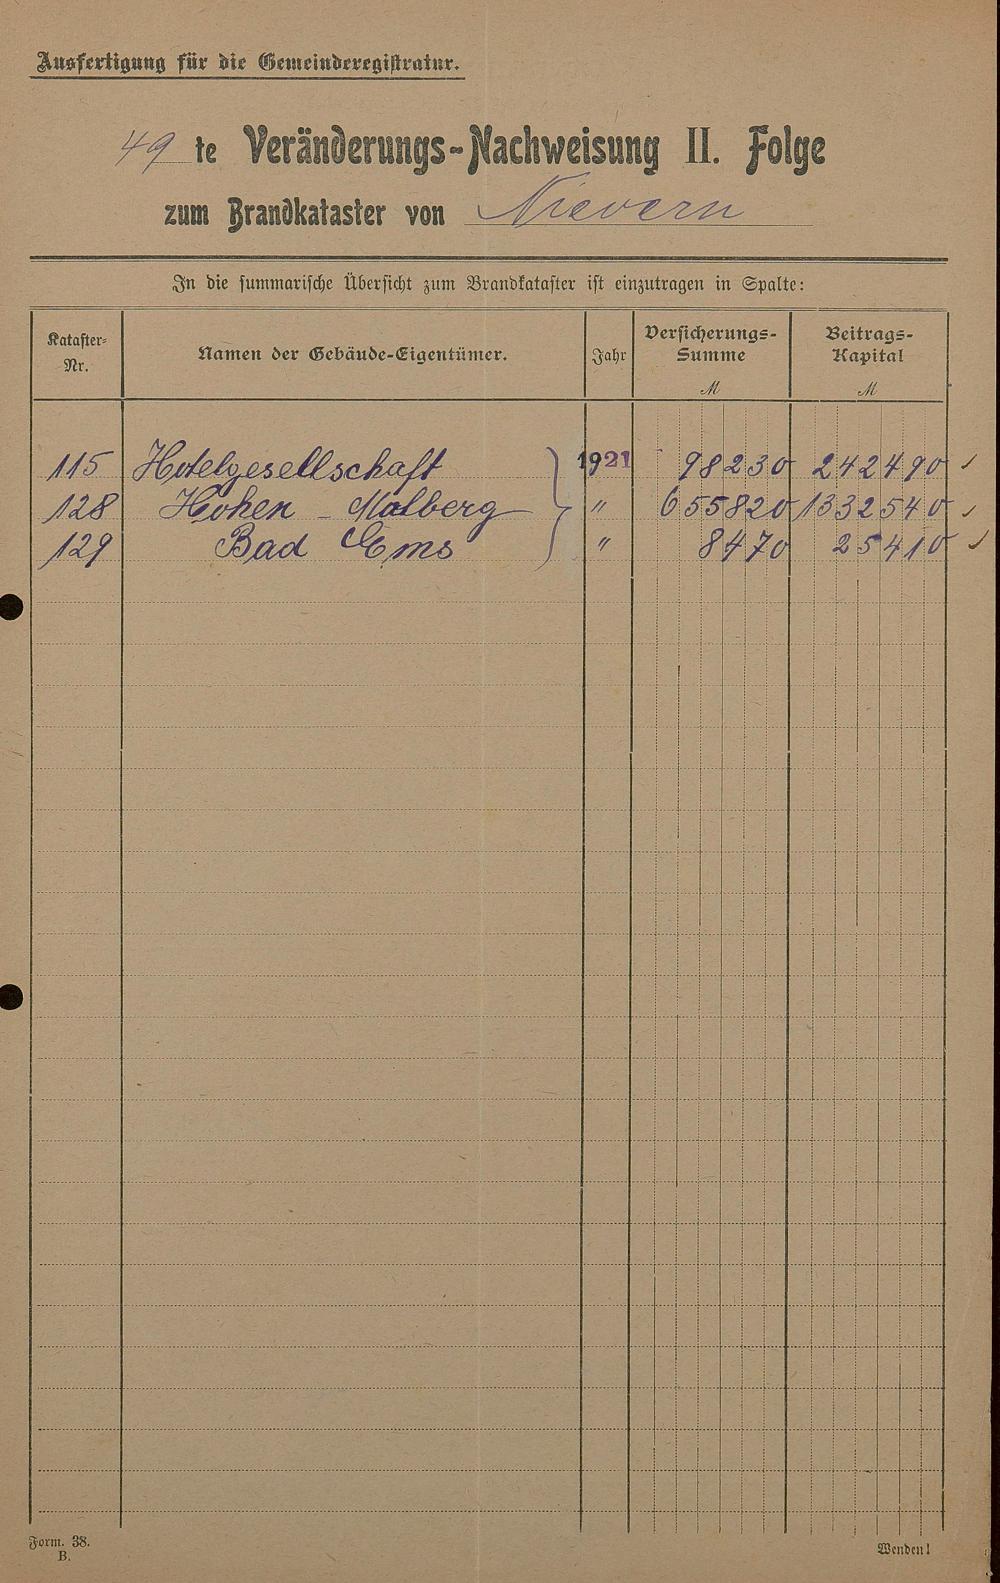 Ausfertigung für die Gemeinderegistratur.
49 te Veränderungs-Nachweisung II. Folge
zum Brandkataster von Nievern
In die summarische Übersicht zum Brandkataster ist einzutragen in Spalte:
Kataster-Nr. Namen der Gebäude-Eigentümer. Jahr Versicherungs-Summe M Beitrags-Kapital M
115 Hotelgesellschaft 1921 98230 242490 ✓
128 Hohen - Malberg " 655820 1332540 ✓
129 Bad Ems " 8470 25410 ✓
Form. 38.
B.
Wenden!